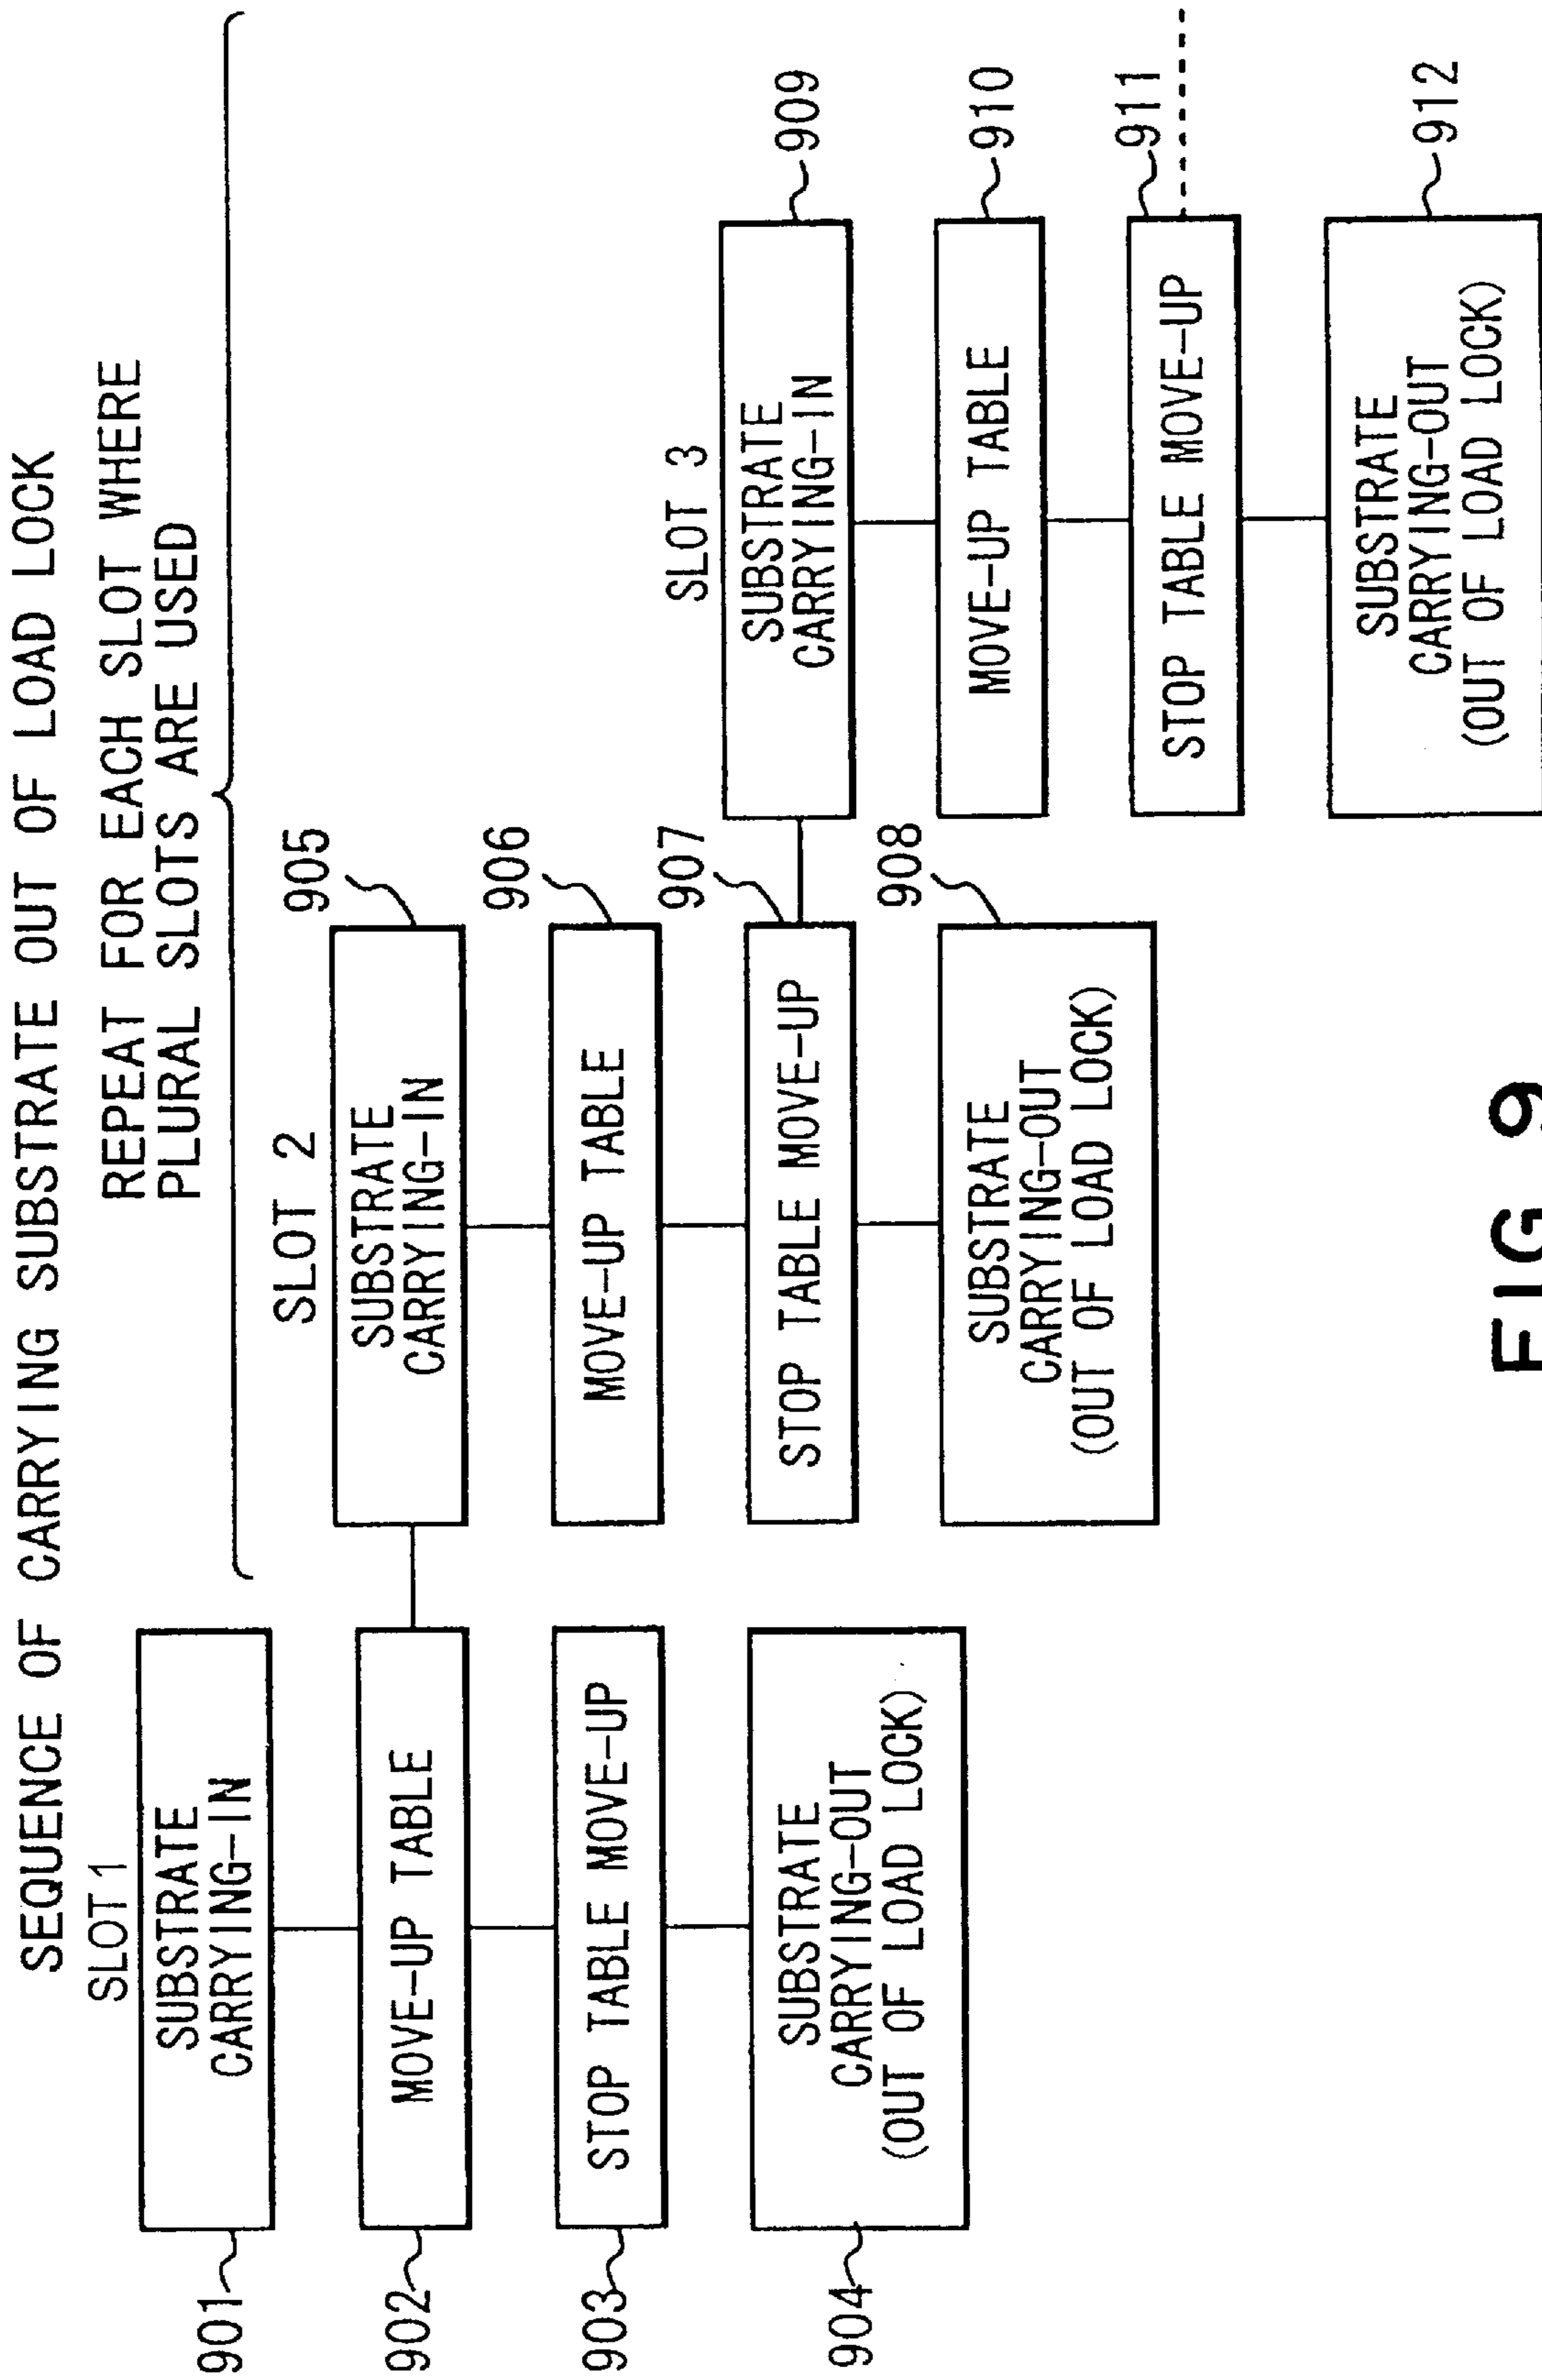 SEQUENCE OF CARRYING SUBSTRATE OUT OF LOAD LOCK
REPEAT FOR EACH SLOT WHERE
PLURAL SLOTS ARE USED
SLOT 1
901
SUBSTRATE
CARRYING-IN
902
MOVE-UP TABLE
903
STOP TABLE MOVE-UP
904
SUBSTRATE
CARRYING-OUT
(OUT OF LOAD LOCK)
SLOT 2
905
SUBSTRATE
CARRYING-IN
906
MOVE-UP TABLE
907
STOP TABLE MOVE-UP
908
SUBSTRATE
CARRYING-OUT
(OUT OF LOAD LOCK)
SLOT 3
909
SUBSTRATE
CARRYING-IN
910
MOVE-UP TABLE
911
STOP TABLE MOVE-UP
912
SUBSTRATE
CARRYING-OUT
(OUT OF LOAD LOCK)
FIG.9